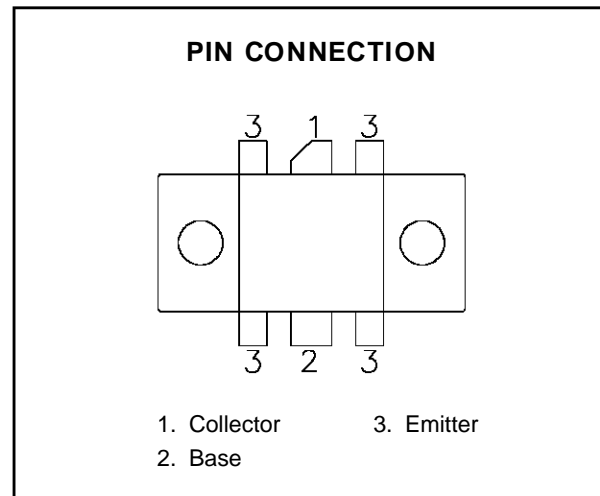 PIN CONNECTION
3 1 3
3 2 3
1. Collector 3. Emitter
2. Base